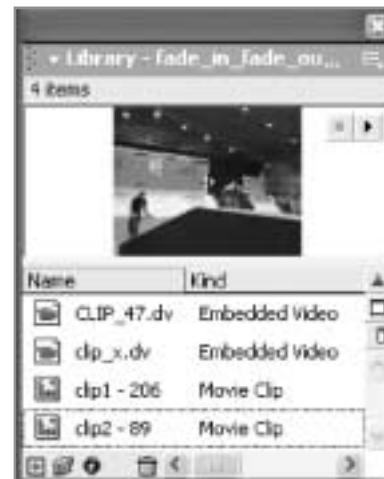 Library - fade_in_fade_ou...
4 items
Name Kind
CLIP_47.dv Embedded Video
clip_x.dv Embedded Video
clip1 - 206 Movie Clip
clip2 - 89 Movie Clip